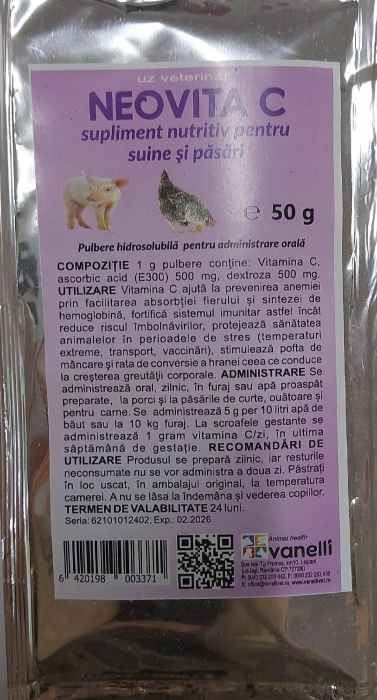 uz veterinar
NEOVITA C
supliment nutritiv pentru
suine și păsări
e 50 g
Pulbere hidrosolubilă pentru administrare orală
COMPOZIȚIE 1 g pulbere conține: Vitamina C,
ascorbic acid (E300) 500 mg, dextroza 500 mg.
UTILIZARE Vitamina C ajută la prevenirea anemiei
prin facilitarea absorbției fierului și sintezei de
hemoglobină, fortifică sistemul imunitar astfel încât
reduce riscul îmbolnăvirilor, protejează sănătatea
animalelor în perioadele de stres (temperaturi
extreme, transport, vaccinări), stimulează pofta de
mâncare și rata de conversie a hranei ceea ce conduce
la creșterea greutății corporale. ADMINISTRARE Se
administrează oral, zilnic, în furaj sau apă proaspăt
preparate, la porci și la păsările de curte, ouătoare și
pentru carne. Se administrează 5 g per 10 litri apă de
băut sau la 10 kg furaj. La scroafele gestante se
administrează 1 gram vitamina C/zi, în ultima
săptămână de gestație. RECOMANDĂRI DE
UTILIZARE Produsul se prepară zilnic, iar resturile
neconsumate nu se vor administra a doua zi. Păstrați
în loc uscat, în ambalajul original, la temperatura
camerei. A nu se lăsa la îndemâna și vederea copiilor.
TERMEN DE VALABILITATE 24 luni.
Seria: 62101012402; Exp.: 02.2026
Animal health
vanelli
6 420198 003371